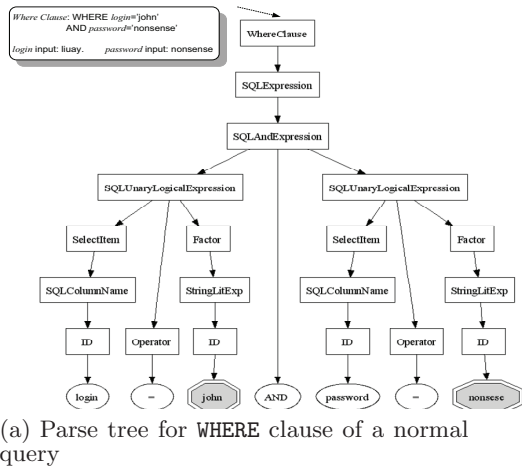 Where Clause: WHERE login='john'
AND password='nonsense'
login input: liuay. password input: nonsense
WhereClause
SQLExpression
SQLAndExpression
SQLUnaryLogicalExpression SQLUnaryLogicalExpression
SelectItem Factor SelectItem Factor
SQLColumnName StringLitExp SQLColumnName StringLitExp
ID Operator ID ID Operator ID
login = john AND password = nonsese
(a) Parse tree for WHERE clause of a normal
query